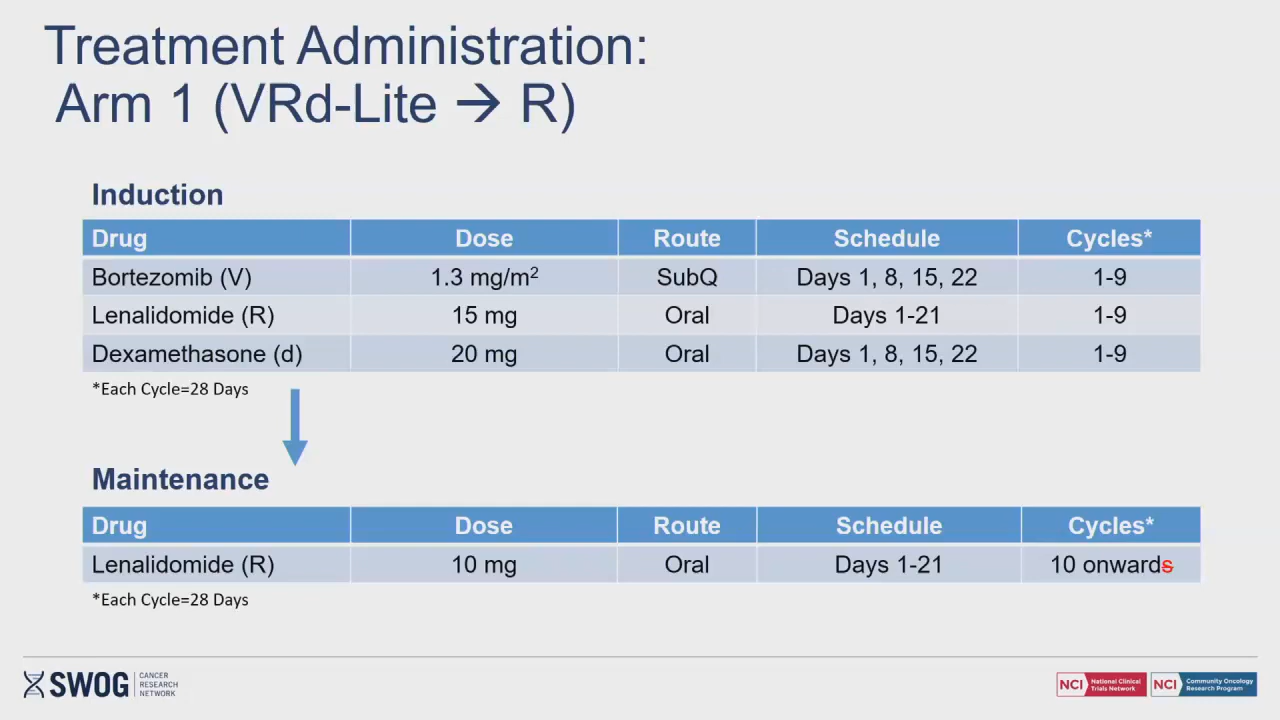 Treatment Administration:
Arm 1 (VRd-Lite → R)
Induction
Drug Dose Route Schedule Cycles*
Bortezomib (V) 1.3 mg/m² SubQ Days 1, 8, 15, 22 1-9
Lenalidomide (R) 15 mg Oral Days 1-21 1-9
Dexamethasone (d) 20 mg Oral Days 1, 8, 15, 22 1-9
*Each Cycle=28 Days
Maintenance
Drug Dose Route Schedule Cycles*
Lenalidomide (R) 10 mg Oral Days 1-21 10 onwards
*Each Cycle=28 Days
SWOG
CANCER
RESEARCH
NETWORK
NCI
National Clinical
Trials Network
NCI
Community Oncology
Research Program